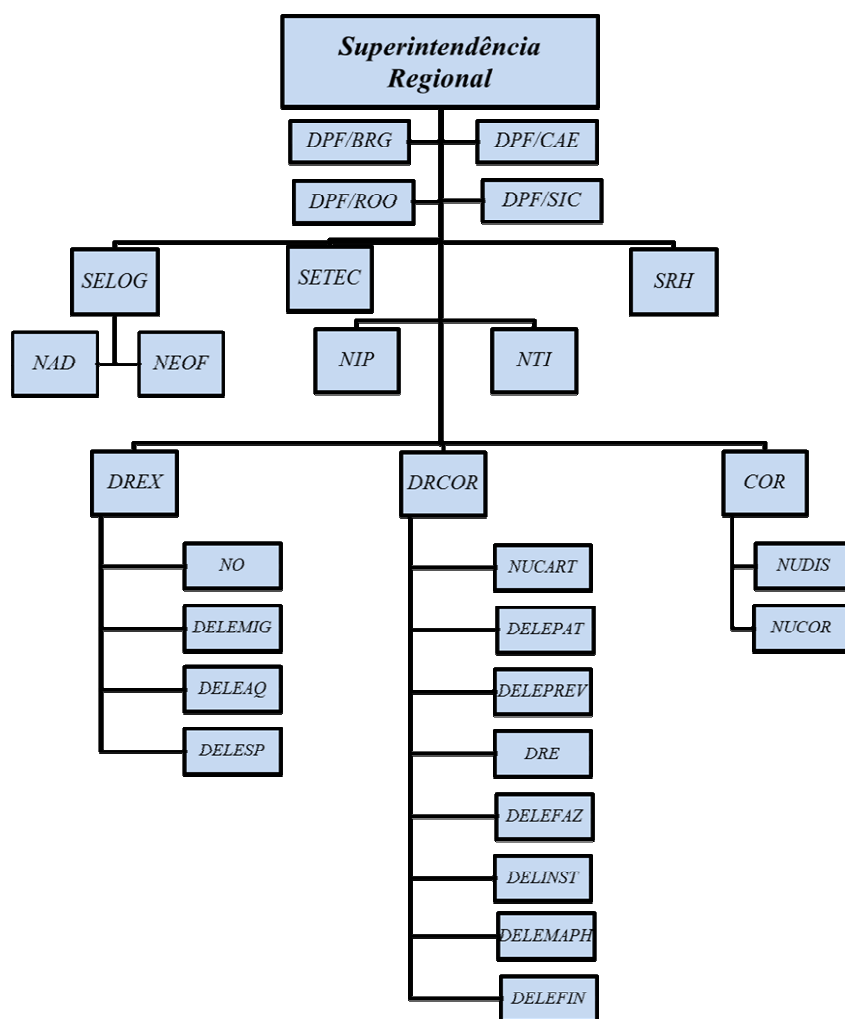 Superintendência
Regional
DPF/BRG
DPF/CAE
DPF/ROO
DPF/SIC
SELOG
SETEC
SRH
NAD
NEOF
NIP
NTI
DREX
DRCOR
COR
NO
NUCART
NUDIS
DELEMIG
DELEPAT
NUCOR
DELEAQ
DELEPREV
DELESP
DRE
DELEFAZ
DELINST
DELEMAPH
DELEFIN